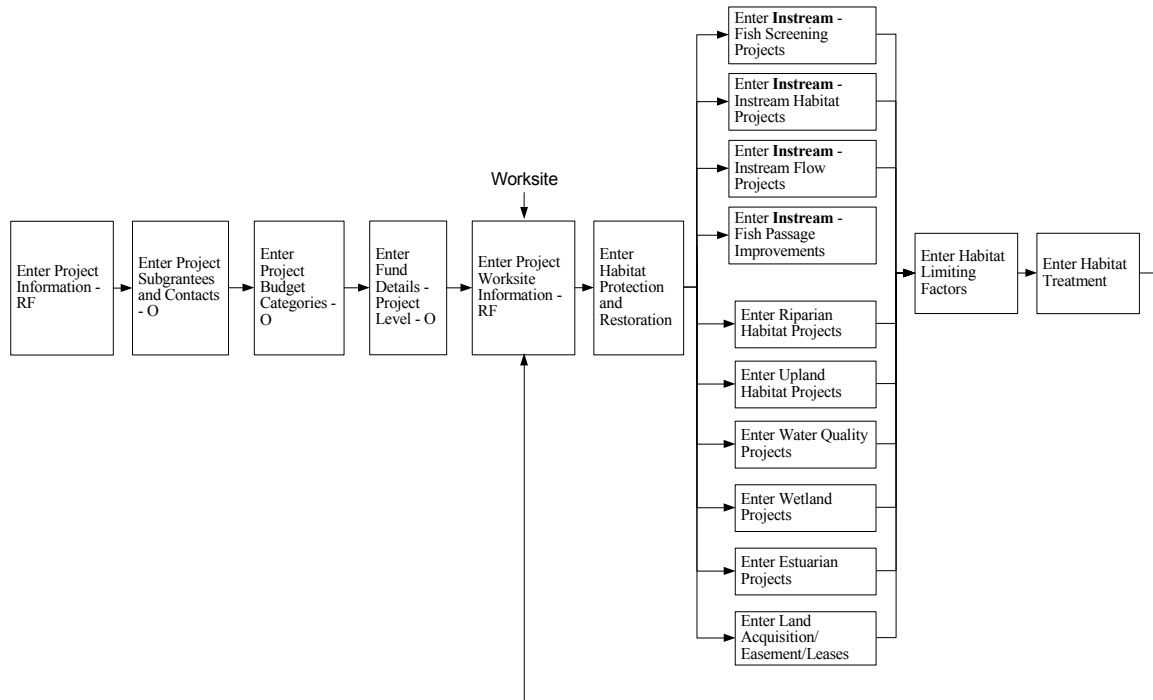 Worksite
Enter Project
Information -
RF
Enter Project
Subgrantees
and Contacts
- O
Enter
Project
Budget
Categories -
O
Enter
Fund
Details -
Project
Level - O
Enter Project
Worksite
Information -
RF
Enter
Habitat
Protection
and
Restoration
Enter Instream -
Fish Screening
Projects
Enter Instream -
Instream Habitat
Projects
Enter Instream -
Instream Flow
Projects
Enter Instream -
Fish Passage
Improvements
Enter Riparian
Habitat Projects
Enter Upland
Habitat Projects
Enter Water Quality
Projects
Enter Wetland
Projects
Enter Estuarian
Projects
Enter Land
Acquisition/
Easement/Leases
Enter Habitat
Limiting
Factors
Enter Habitat
Treatment